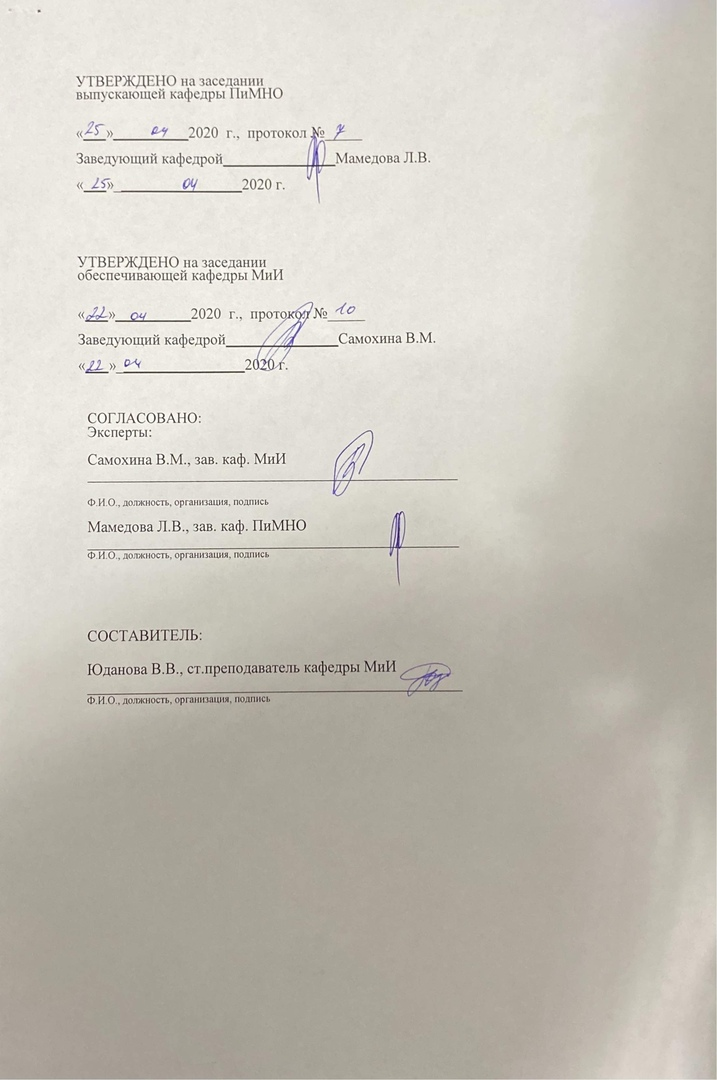 УТВЕРЖДЕНО на заседании
выпускающей кафедры ПиМНО
«25» 04 2020 г., протокол № 7
Заведующий кафедрой Мамедова Л.В.
«25» 04 2020 г.
УТВЕРЖДЕНО на заседании
обеспечивающей кафедры МиИ
«22» 04 2020 г., протокол № 10
Заведующий кафедрой Самохина В.М.
«22» 04 2020 г.
СОГЛАСОВАНО:
Эксперты:
Самохина В.М., зав. каф. МиИ
Ф.И.О., должность, организация, подпись
Мамедова Л.В., зав. каф. ПиМНО
Ф.И.О., должность, организация, подпись
СОСТАВИТЕЛЬ:
Юданова В.В., ст.преподаватель кафедры МиИ
Ф.И.О., должность, организация, подпись